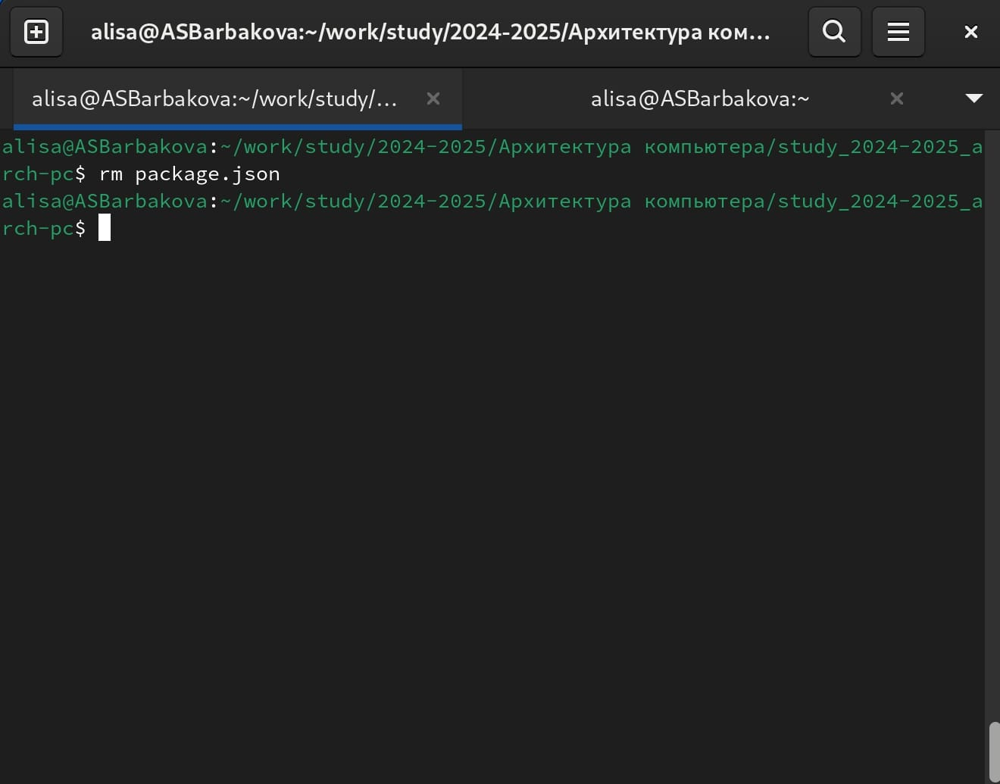 alisa@ASBarbakova:~/work/study/2024-2025/Архитектура ком...
alisa@ASBarbakova:~/work/study/...
alisa@ASBarbakova:~
alisa@ASBarbakova:~/work/study/2024-2025/Архитектура компьютера/study_2024-2025_a
rch-pc$ rm package.json
alisa@ASBarbakova:~/work/study/2024-2025/Архитектура компьютера/study_2024-2025_a
rch-pc$